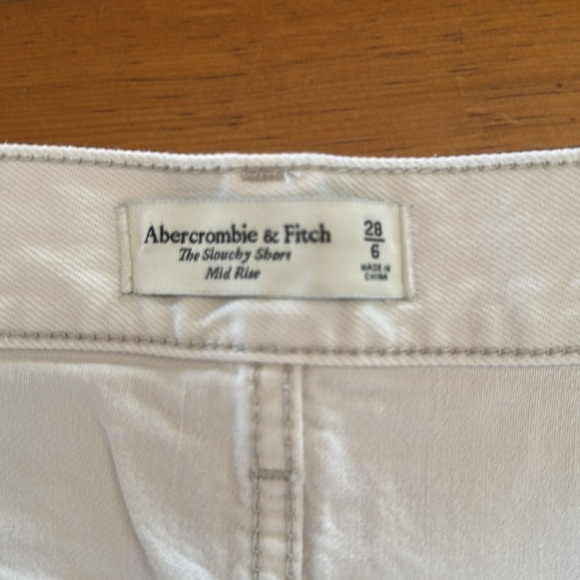 Abercrombie & Fitch
The Slouchy Short
Mid Rise
28
6
MADE IN
CHINA